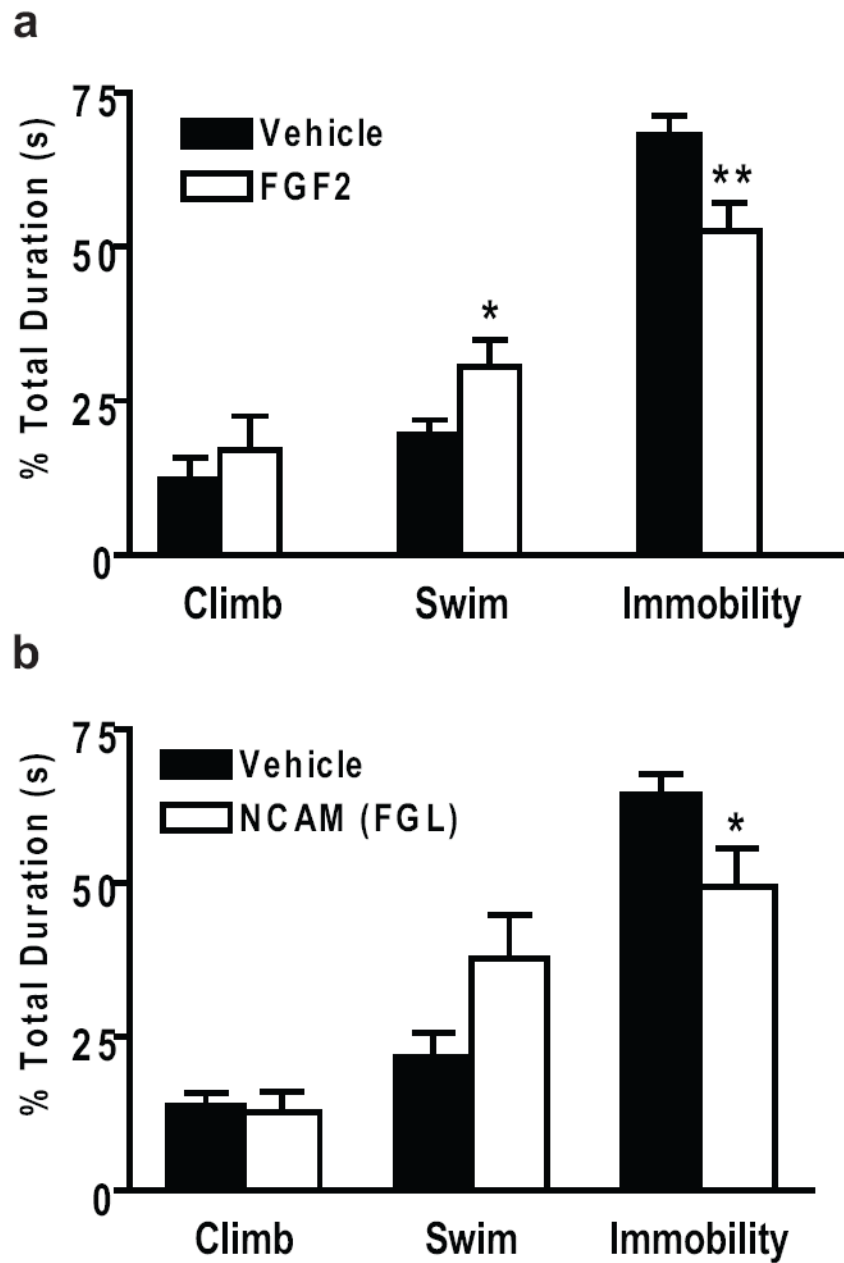 a
% Total Duration (s)
75
50
25
0
Vehicle
FGF2
*
**
Climb Swim Immobility
b
% Total Duration (s)
75
50
25
0
Vehicle
NCAM (FGL)
*
Climb Swim Immobility